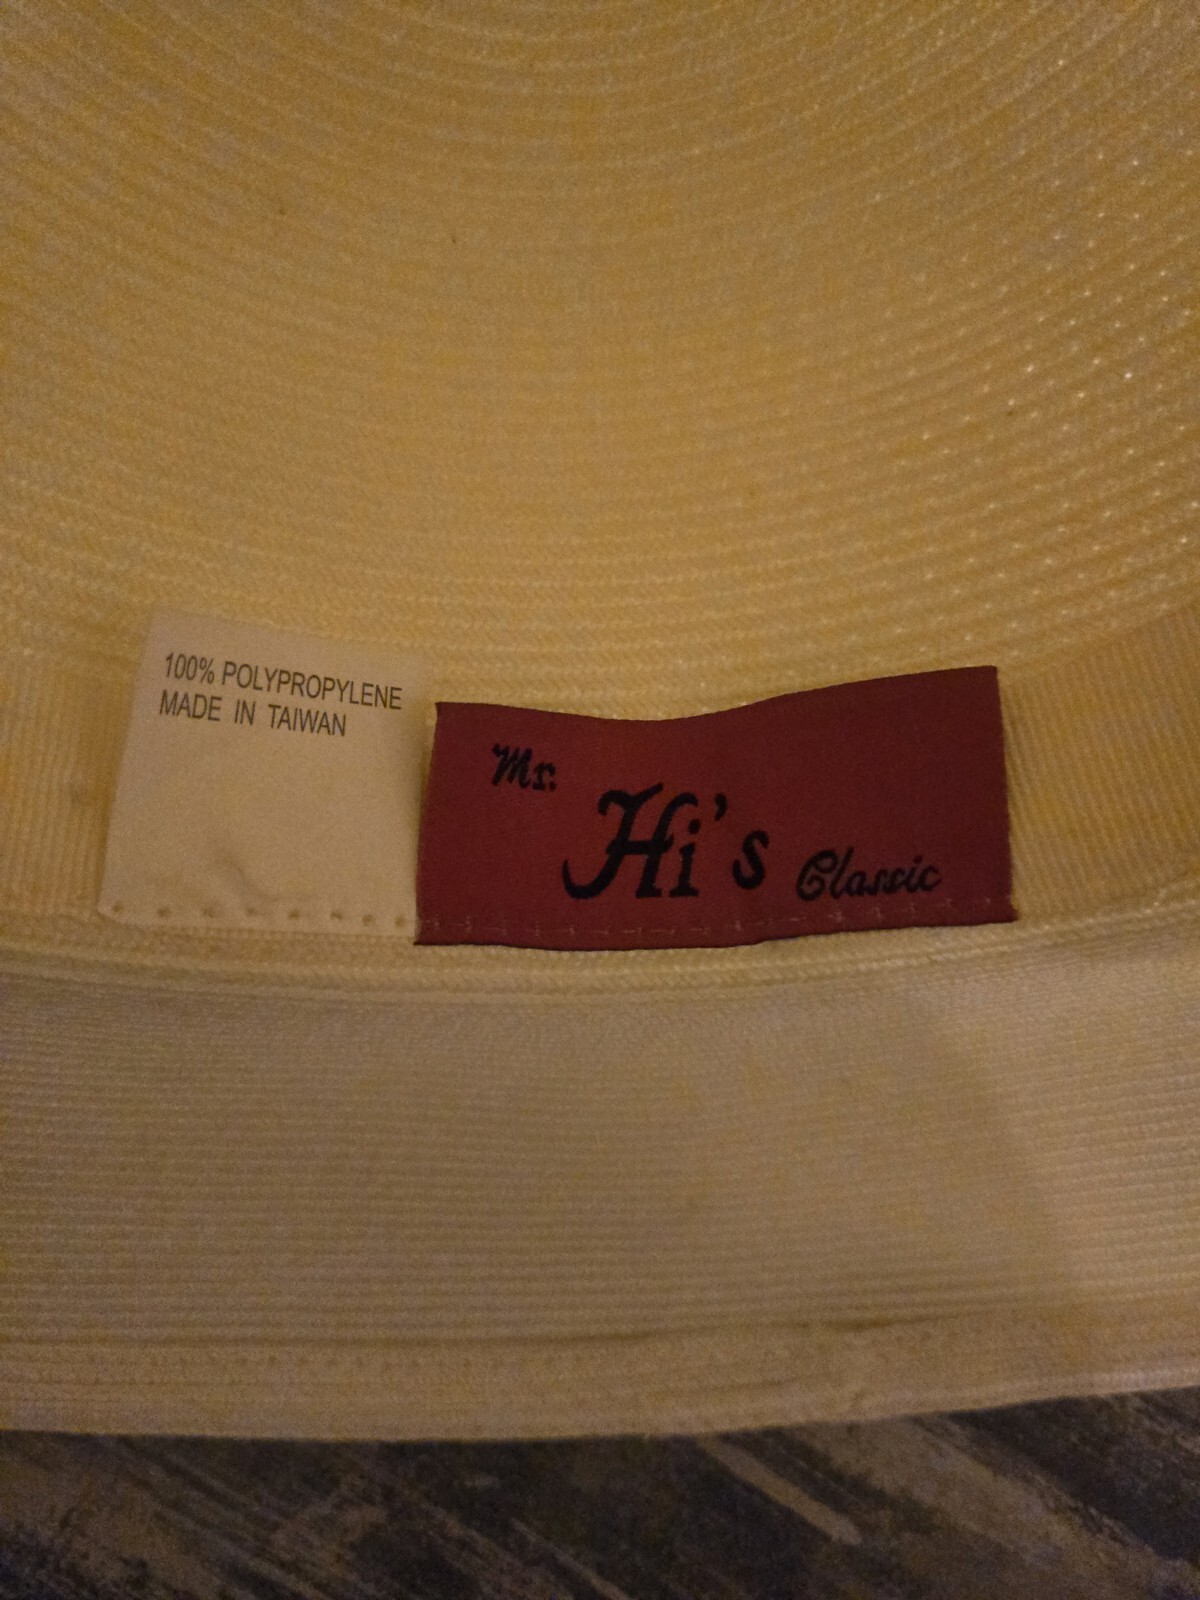 100% POLYPROPYLENE
MADE IN TAIWAN
Mr.
Hi's Classic